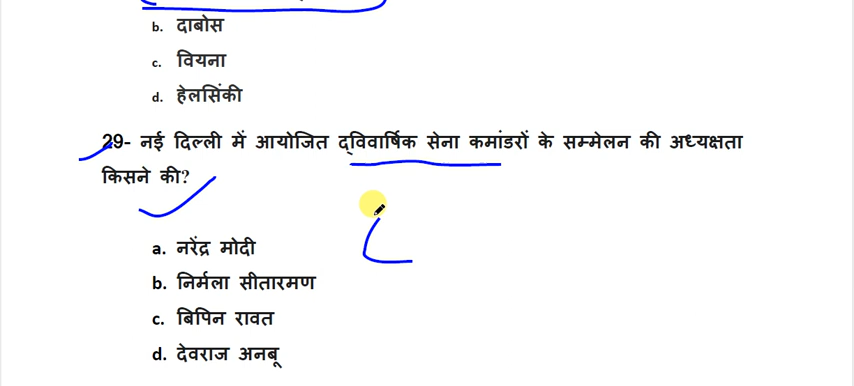 b. दाबोस
c. वियना
d. हेलसिंकी
29- नई दिल्ली में आयोजित द्विवार्षिक सेना कमांडरों के सम्मेलन की अध्यक्षता
किसने की?
a. नरेंद्र मोदी
b. निर्मला सीतारमण
c. बिपिन रावत
d. देवराज अनबू